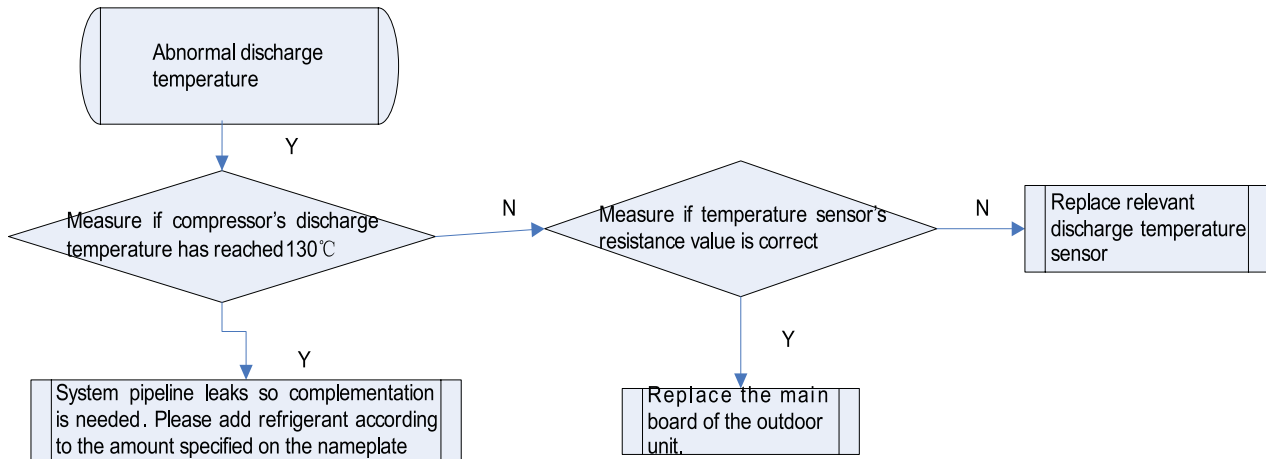 Abnormal discharge
temperature
Y
Measure if compressor's discharge
temperature has reached 130℃
N
Measure if temperature sensor's
resistance value is correct
N
Replace relevant
discharge temperature
sensor
Y
System pipeline leaks so complementation
is needed. Please add refrigerant according
to the amount specified on the nameplate
Y
Replace the main
board of the outdoor
unit.